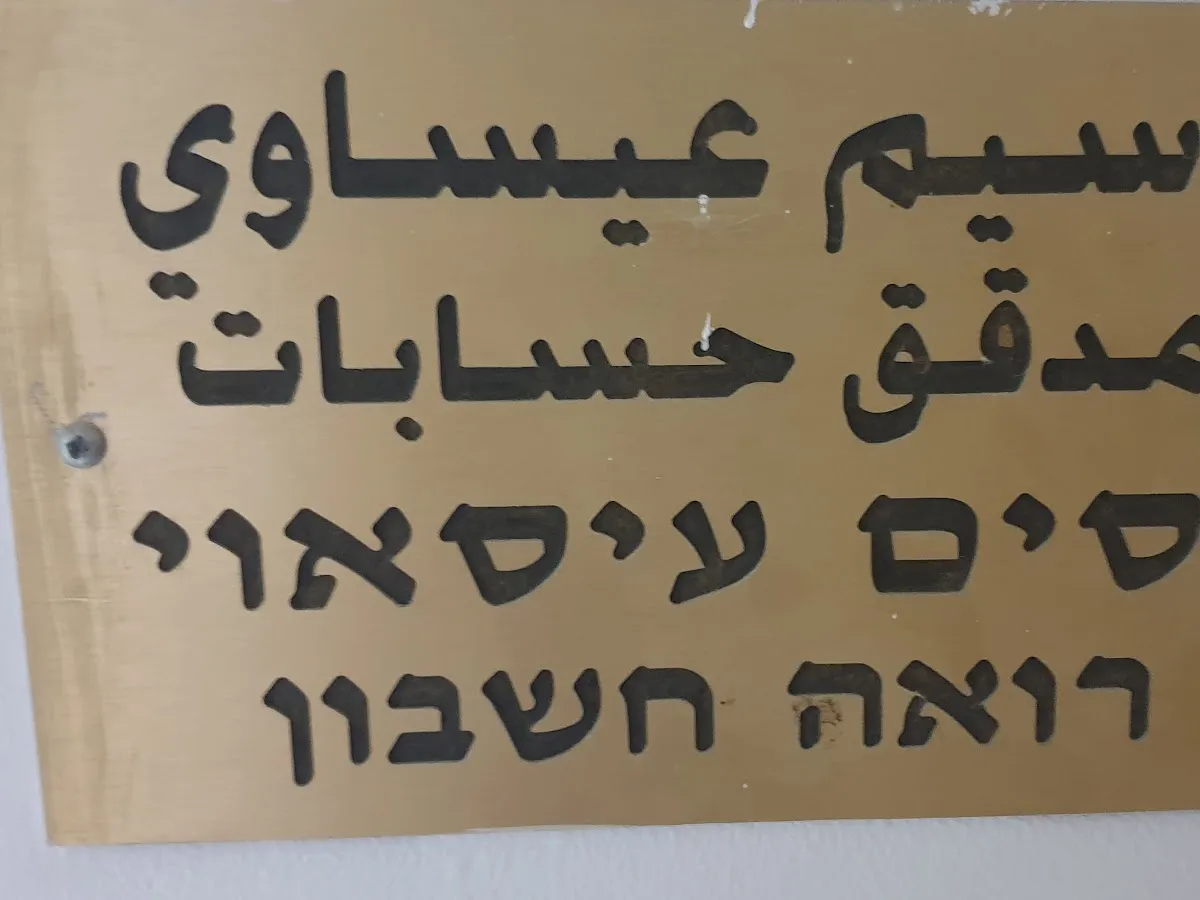 سيم عيساوي
مدقق حسابات
סים עיסאוי
רואה חשבון